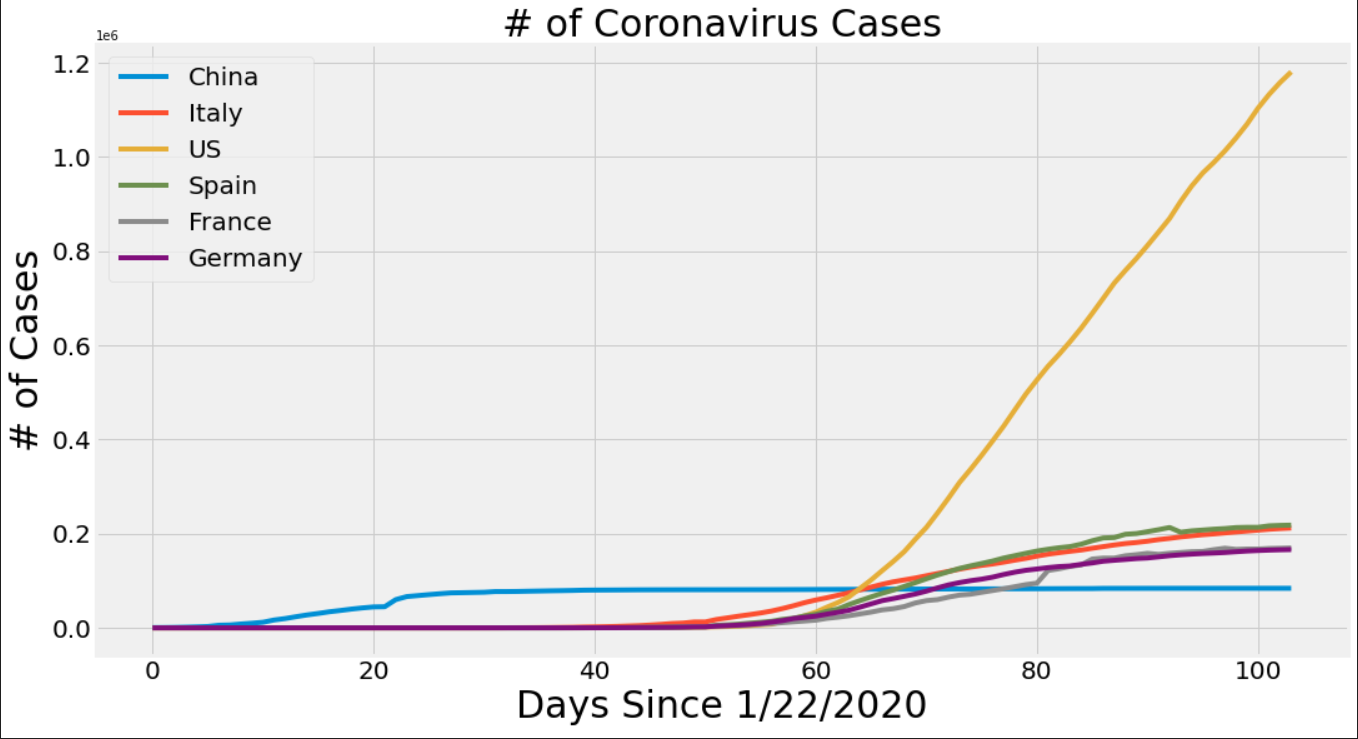 # of Coronavirus Cases
1e6
1.2
1.0
0.8
0.6
0.4
0.2
0.0
# of Cases
China
Italy
US
Spain
France
Germany
0 20 40 60 80 100
Days Since 1/22/2020